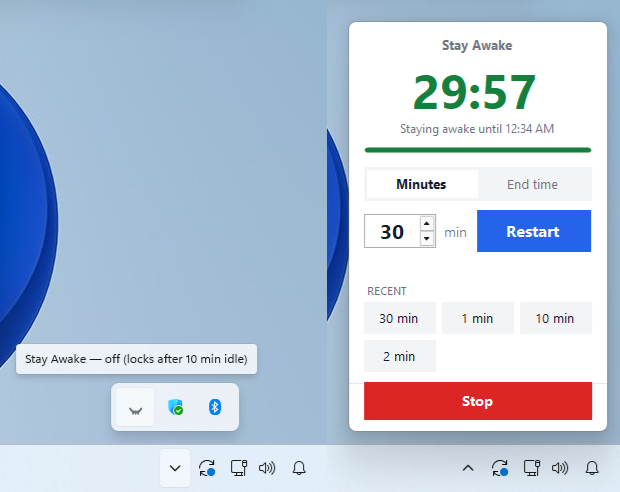 Stay Awake — off (locks after 10 min idle)
Stay Awake
29:57
Staying awake until 12:34 AM
Minutes
End time
30
min
Restart
RECENT
30 min
1 min
10 min
2 min
Stop